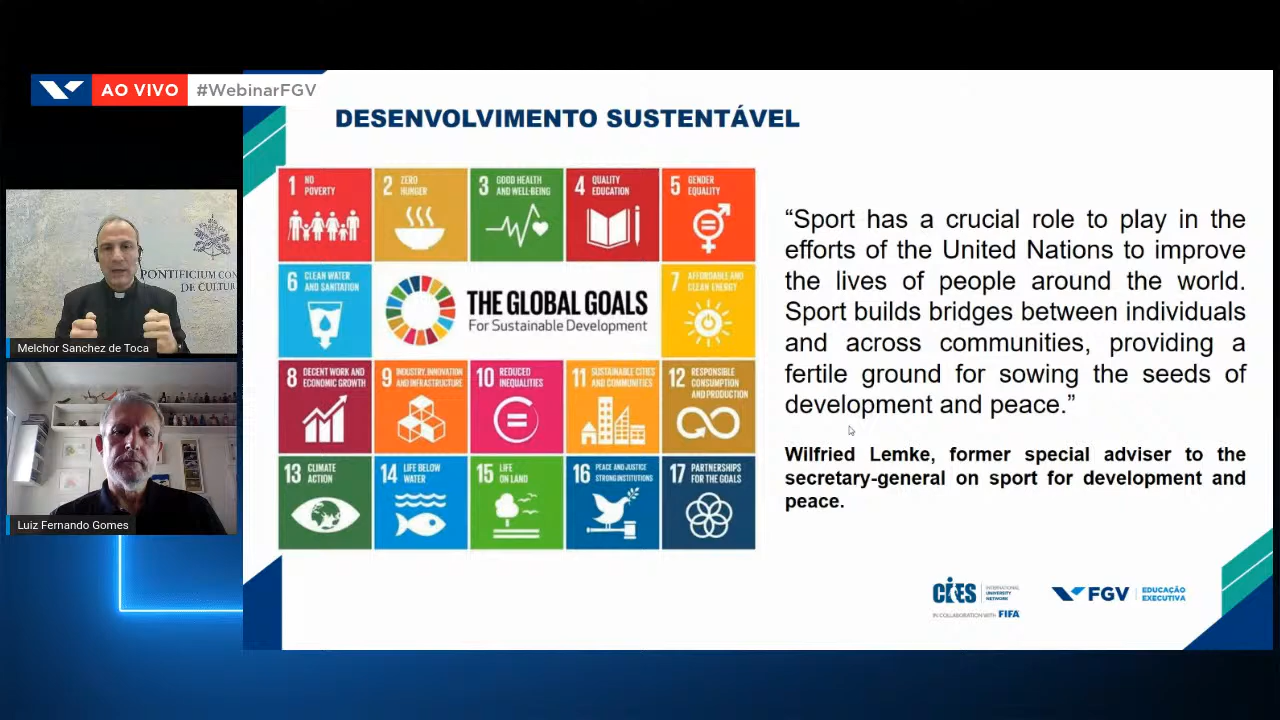 AO VIVO
#WebinarFGV
DESENVOLVIMENTO SUSTENTÁVEL
1 NO
POVERTY
2 ZERO
HUNGER
3 GOOD HEALTH
AND WELL-BEING
4 QUALITY
EDUCATION
5 GENDER
EQUALITY
6 CLEAN WATER
AND SANITATION
THE GLOBAL GOALS
For Sustainable Development
7 AFFORDABLE AND
CLEAN ENERGY
8 DECENT WORK AND
ECONOMIC GROWTH
9 INDUSTRY, INNOVATION
AND INFRASTRUCTURE
10 REDUCED
INEQUALITIES
11 SUSTAINABLE CITIES
AND COMMUNITIES
12 RESPONSIBLE
CONSUMPTION
AND PRODUCTION
13 CLIMATE
ACTION
14 LIFE BELOW
WATER
15 LIFE
ON LAND
16 PEACE AND JUSTICE
STRONG INSTITUTIONS
17 PARTNERSHIPS
FOR THE GOALS
“Sport has a crucial role to play in the
efforts of the United Nations to improve
the lives of people around the world.
Sport builds bridges between individuals
and across communities, providing a
fertile ground for sowing the seeds of
development and peace.”
Wilfried Lemke, former special adviser to the
secretary-general on sport for development and
peace.
PONTIFICIUM CON
DE CULTUR
Melchor Sanchez de Toca
Luiz Fernando Gomes
CIES
INTERNATIONAL
UNIVERSITY
NETWORK
IN COLLABORATION WITH FIFA
FGV
EDUCAÇÃO
EXECUTIVA